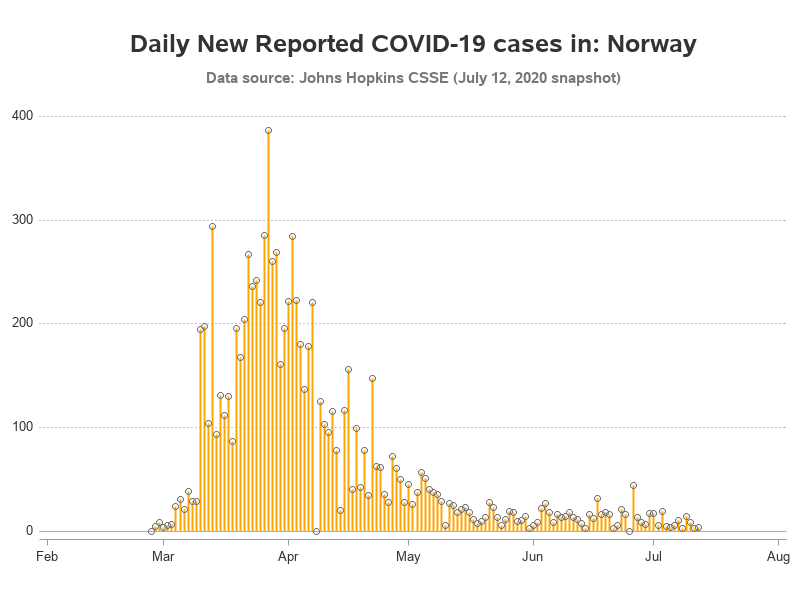 Daily New Reported COVID-19 cases in: Norway
Data source: Johns Hopkins CSSE (July 12, 2020 snapshot)
400
300
200
100
0
Feb Mar Apr May Jun Jul Aug